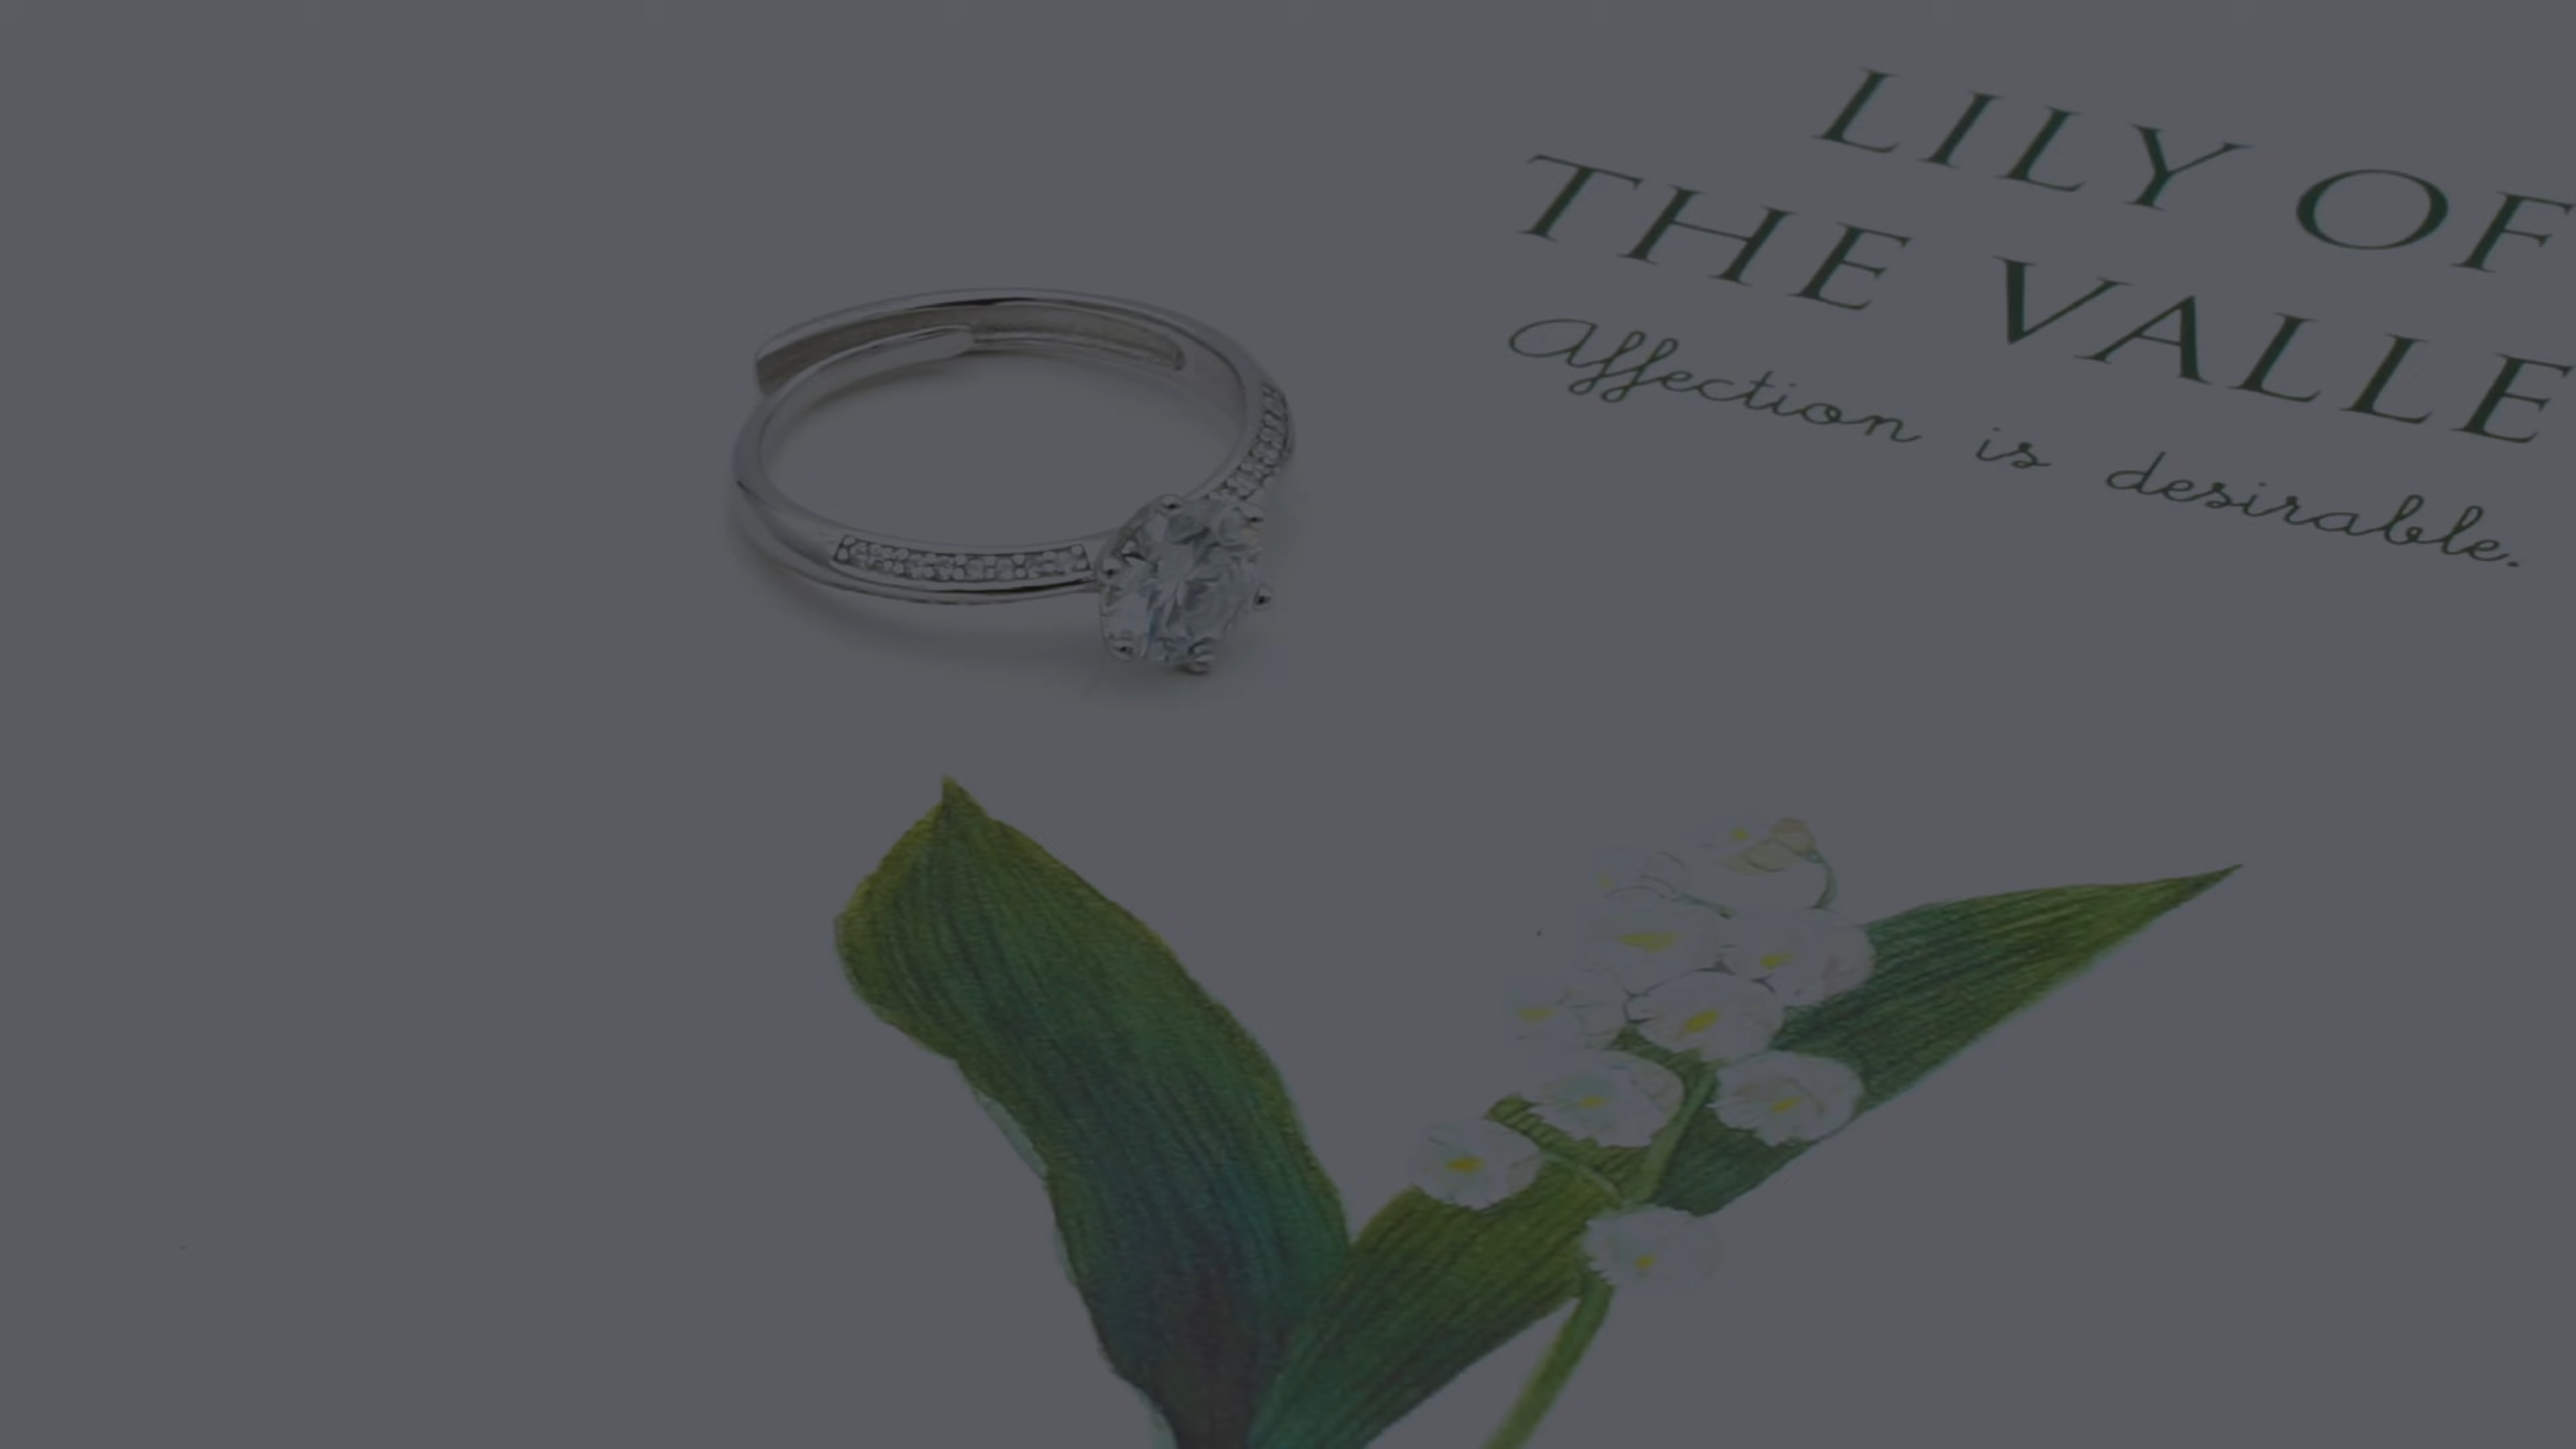 LILY OF
THE VALLE
Affection is desirable.